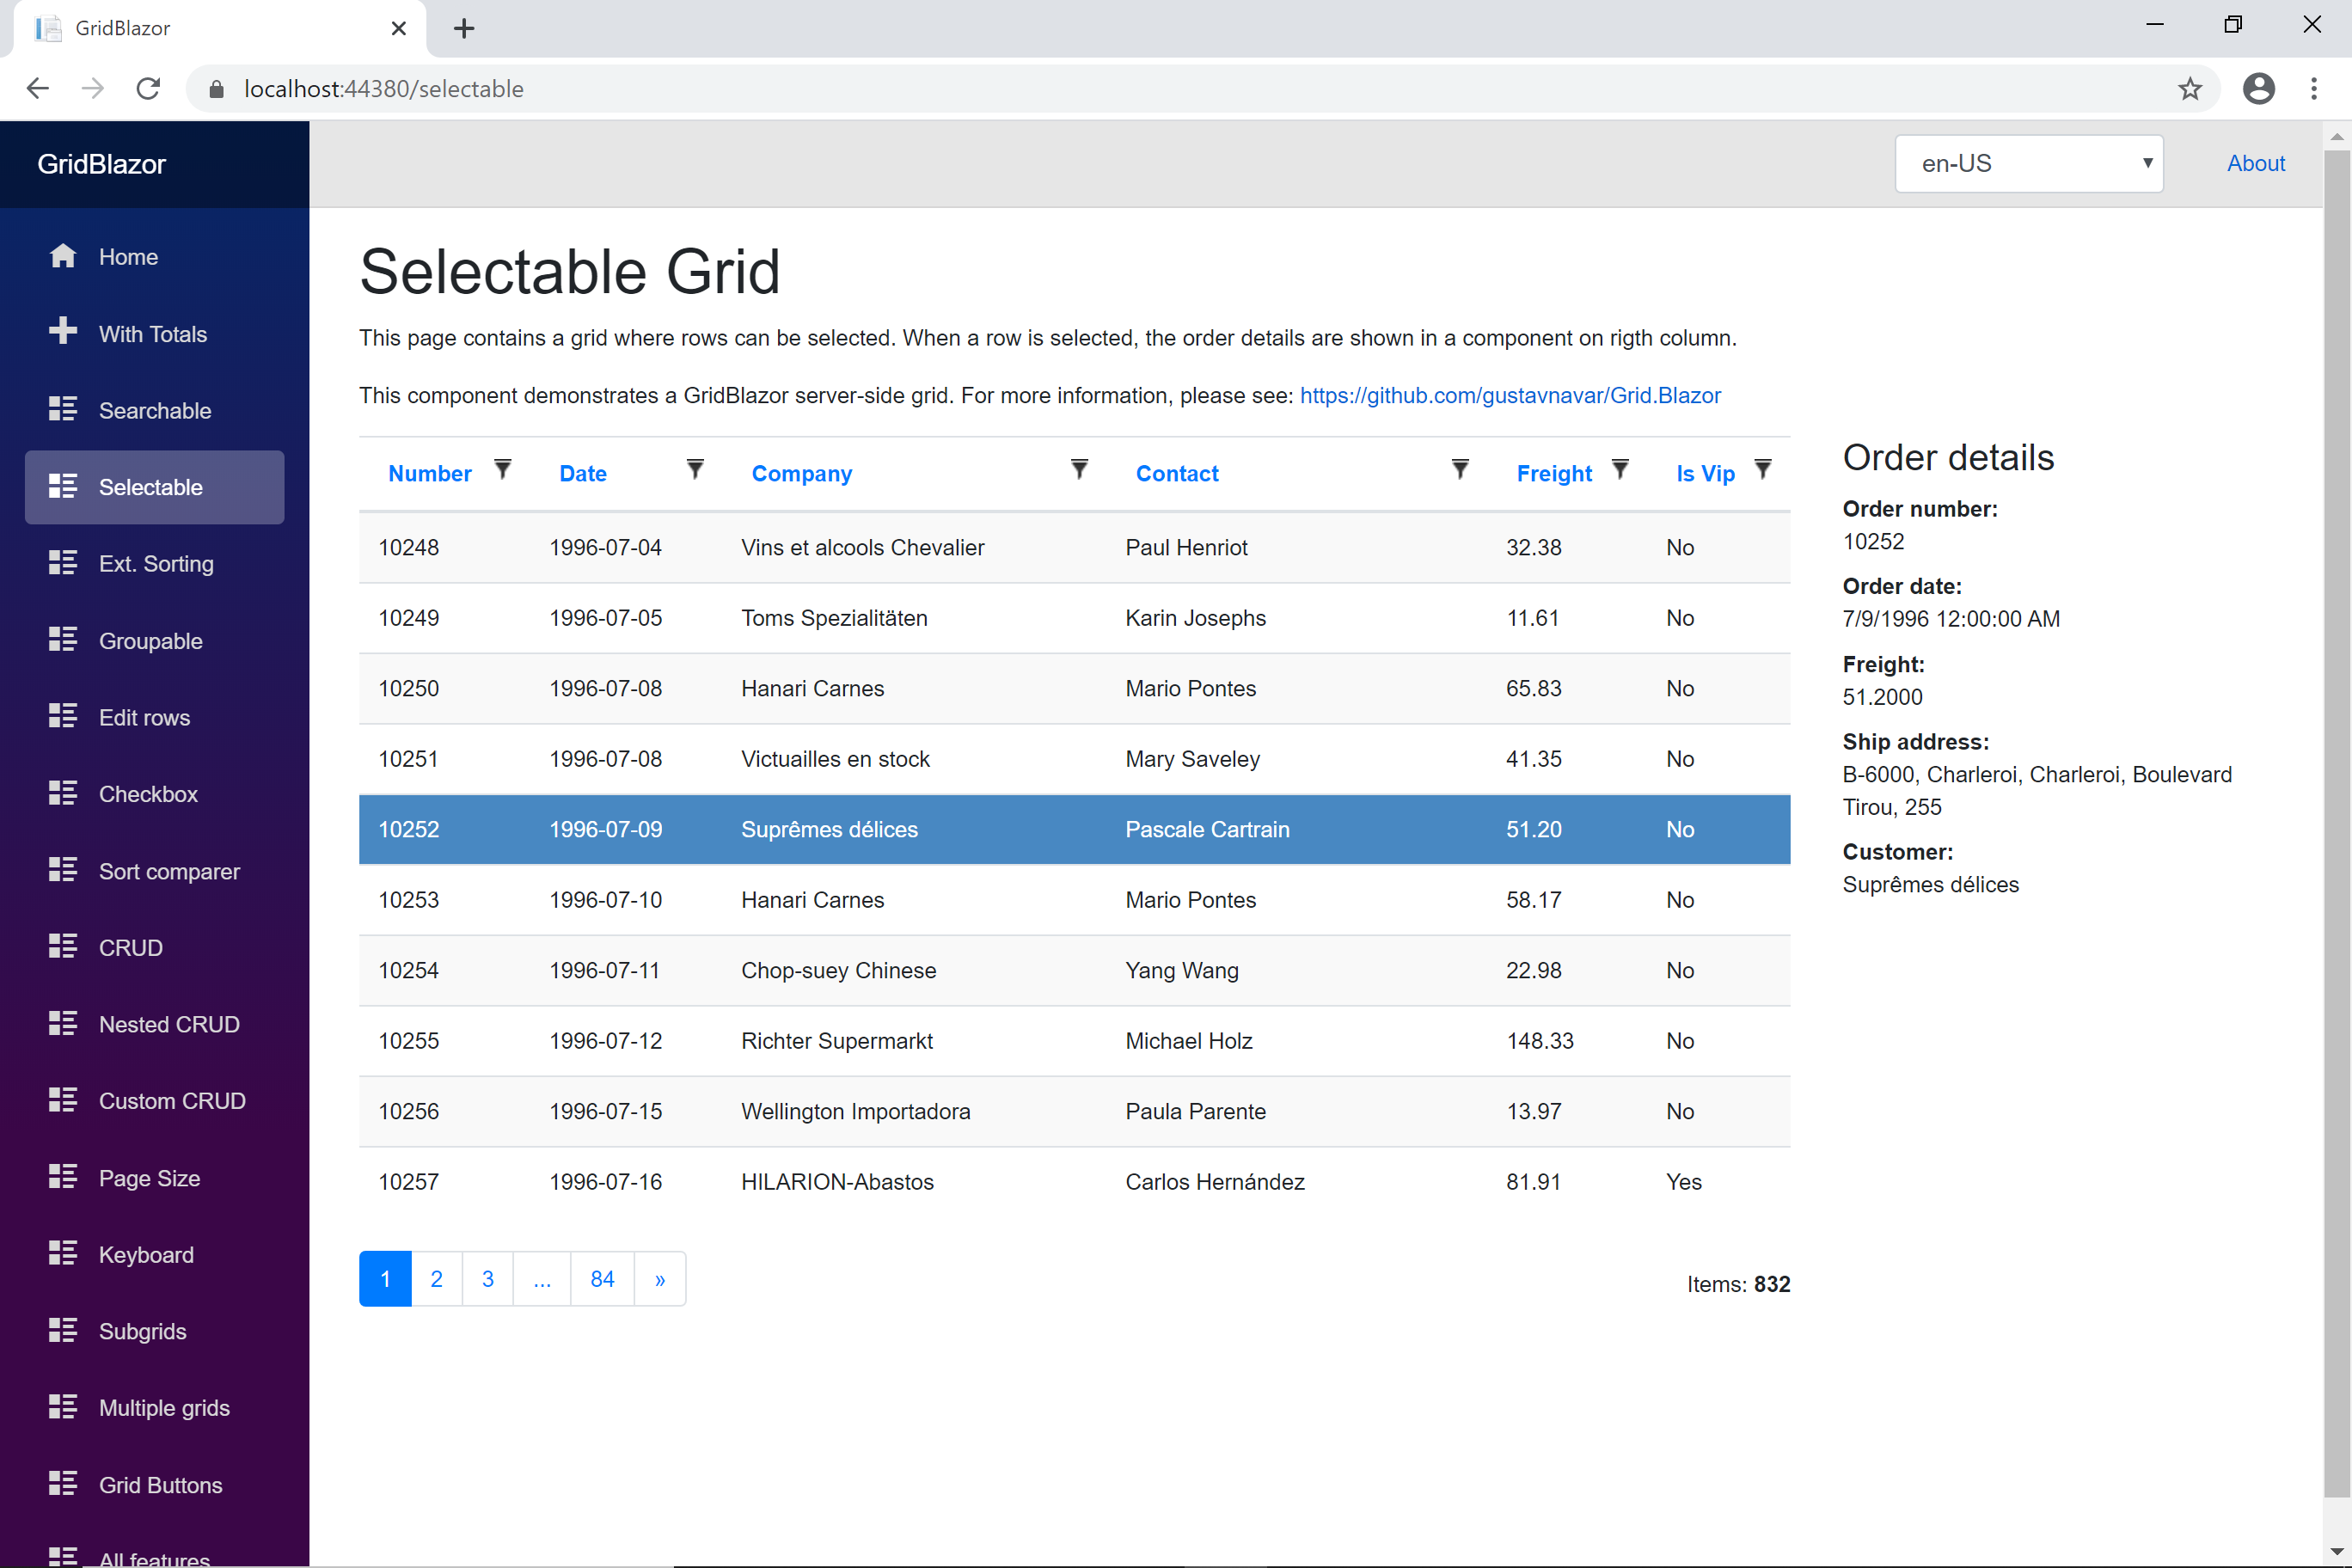 GridBlazor
localhost:44380/selectable
GridBlazor
en-US
About
Home
With Totals
Searchable
Selectable
Ext. Sorting
Groupable
Edit rows
Checkbox
Sort comparer
CRUD
Nested CRUD
Custom CRUD
Page Size
Keyboard
Subgrids
Multiple grids
Grid Buttons
All features
Selectable Grid
This page contains a grid where rows can be selected. When a row is selected, the order details are shown in a component on rigth column.
This component demonstrates a GridBlazor server-side grid. For more information, please see: https://github.com/gustavnavar/Grid.Blazor
Number Date Company Contact Freight Is Vip
10248 1996-07-04 Vins et alcools Chevalier Paul Henriot 32.38 No
10249 1996-07-05 Toms Spezialitäten Karin Josephs 11.61 No
10250 1996-07-08 Hanari Carnes Mario Pontes 65.83 No
10251 1996-07-08 Victuailles en stock Mary Saveley 41.35 No
10252 1996-07-09 Suprêmes délices Pascale Cartrain 51.20 No
10253 1996-07-10 Hanari Carnes Mario Pontes 58.17 No
10254 1996-07-11 Chop-suey Chinese Yang Wang 22.98 No
10255 1996-07-12 Richter Supermarkt Michael Holz 148.33 No
10256 1996-07-15 Wellington Importadora Paula Parente 13.97 No
10257 1996-07-16 HILARION-Abastos Carlos Hernández 81.91 Yes
1 2 3 ... 84 »
Items: 832
Order details
Order number:
10252
Order date:
7/9/1996 12:00:00 AM
Freight:
51.2000
Ship address:
B-6000, Charleroi, Charleroi, Boulevard
Tirou, 255
Customer:
Suprêmes délices